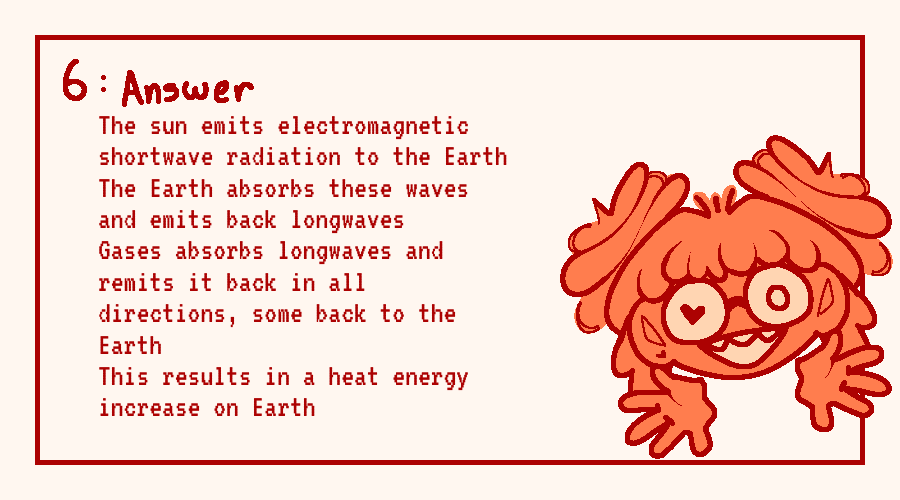 6: Answer
The sun emits electromagnetic
shortwave radiation to the Earth
The Earth absorbs these waves
and emits back longwaves
Gases absorbs longwaves and
remits it back in all
directions, some back to the
Earth
This results in a heat energy
increase on Earth